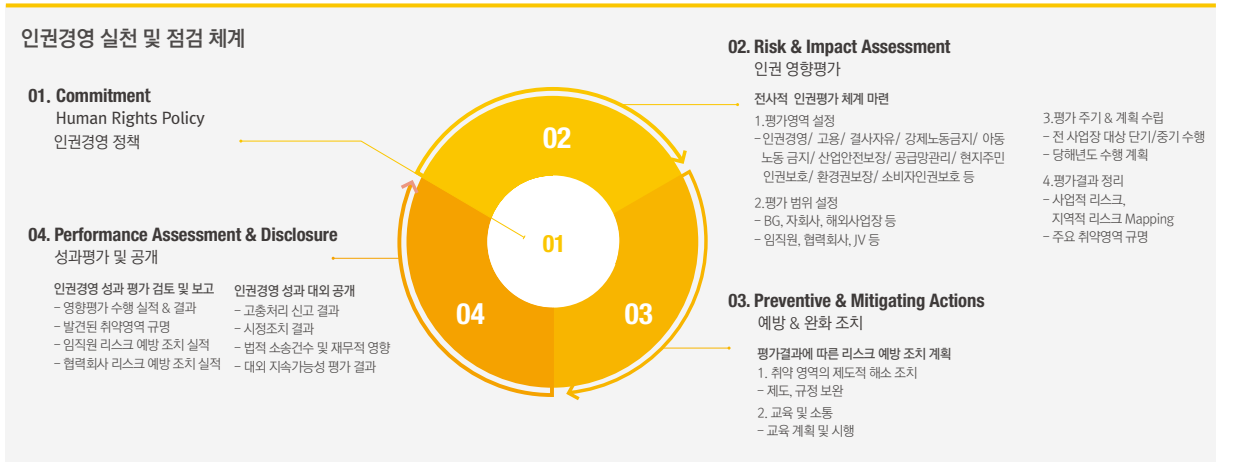 인권경영 실천 및 점검 체계
01. Commitment
Human Rights Policy
인권경영 정책
02. Risk & Impact Assessment
인권 영향평가
전사적 인권평가 체계 마련
1.평가영역 설정
– 인권경영/ 고용/ 결사자유/ 강제노동금지/ 아동
노동 금지/ 산업안전보장/ 공급망관리/ 현지주민
인권보호/ 환경권보장/ 소비자인권보호 등
2.평가 범위 설정
– BG, 자회사, 해외사업장 등
– 임직원, 협력회사, JV 등
3.평가 주기 & 계획 수립
– 전 사업장 대상 단기/중기 수행
– 당해년도 수행 계획
4.평가결과 정리
– 사업적 리스크,
지역적 리스크 Mapping
– 주요 취약영역 규명
03. Preventive & Mitigating Actions
예방 & 완화 조치
평가결과에 따른 리스크 예방 조치 계획
1. 취약 영역의 제도적 해소 조치
– 제도, 규정 보완
2. 교육 및 소통
– 교육 계획 및 시행
04. Performance Assessment & Disclosure
성과평가 및 공개
인권경영 성과 평가 검토 및 보고
– 영향평가 수행 실적 & 결과
– 발견된 취약영역 규명
– 임직원 리스크 예방 조치 실적
– 협력회사 리스크 예방 조치 실적
인권경영 성과 대외 공개
– 고충처리 신고 결과
– 시정조치 결과
– 법적 소송건수 및 재무적 영향
– 대외 지속가능성 평가 결과
02
01
04
03